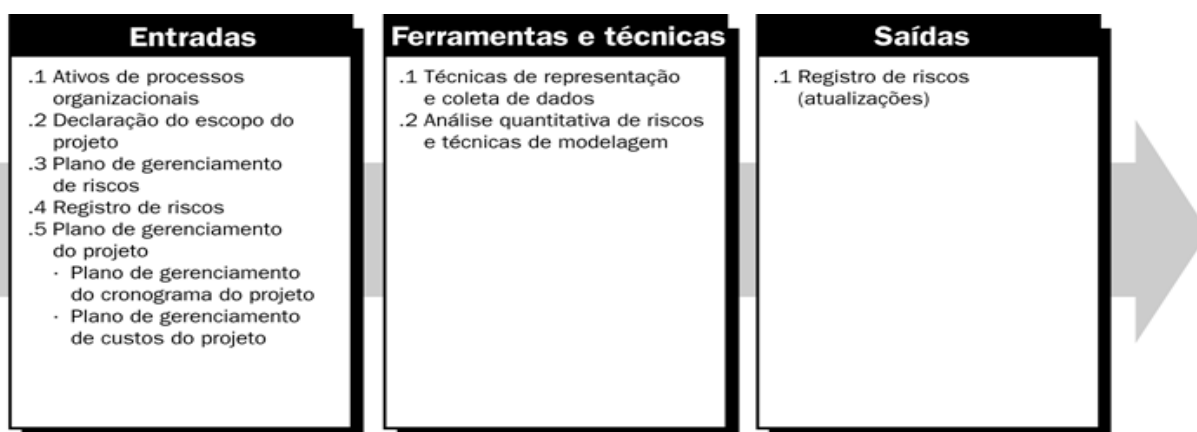 Entradas
.1 Ativos de processos
organizacionais
.2 Declaração do escopo do
projeto
.3 Plano de gerenciamento
de riscos
.4 Registro de riscos
.5 Plano de gerenciamento
do projeto
· Plano de gerenciamento
do cronograma do projeto
· Plano de gerenciamento
de custos do projeto
Ferramentas e técnicas
.1 Técnicas de representação
e coleta de dados
.2 Análise quantitativa de riscos
e técnicas de modelagem
Saídas
.1 Registro de riscos
(atualizações)